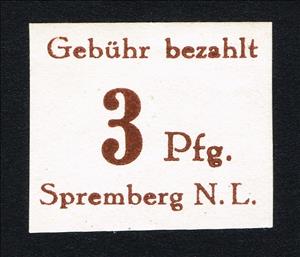 Gebühr bezahlt
3 Pfg.
Spremberg N. L.